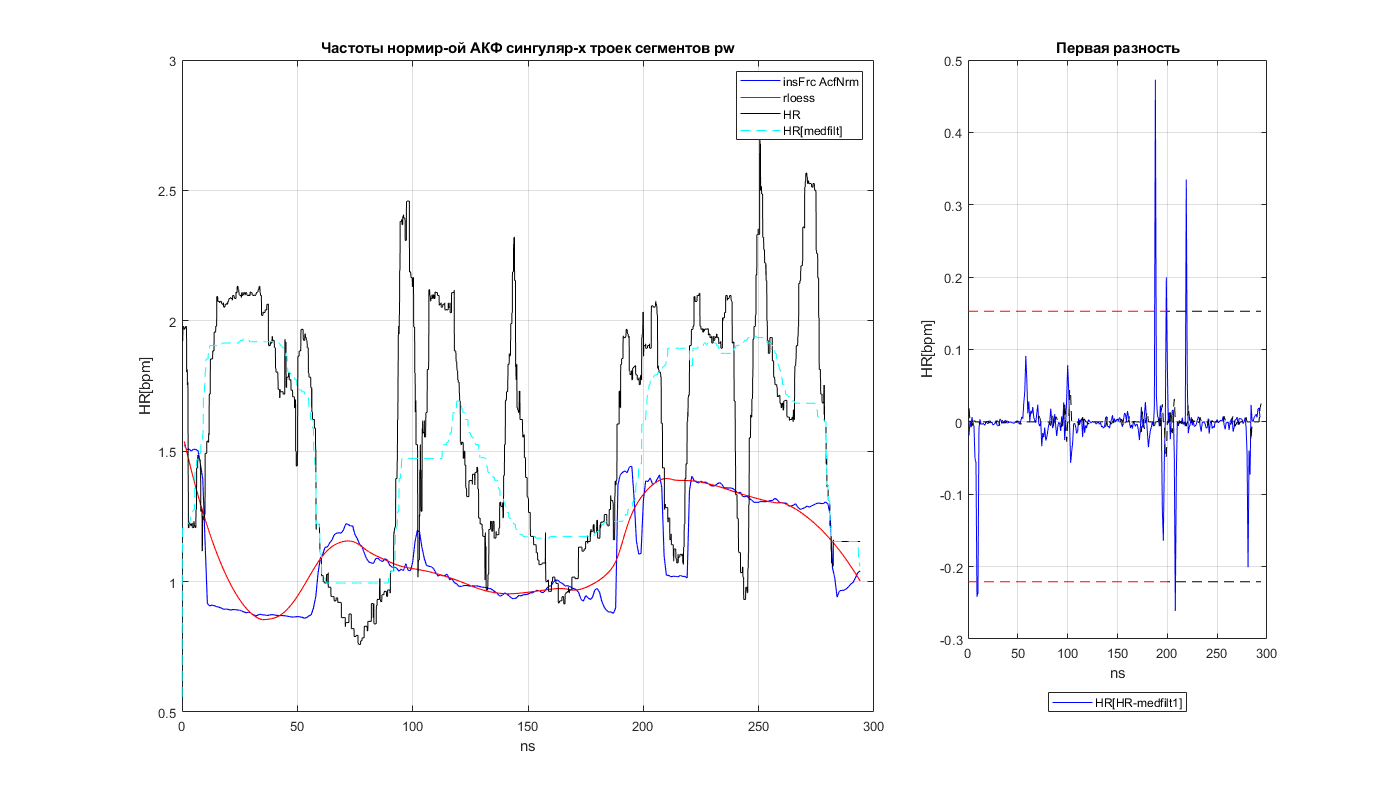 Частоты нормир-ой АКФ сингуляр-х троек сегментов pw
3
2.5
2
1.5
1
0.5
HR[bpm]
0
50
100
150
200
250
300
ns
insFrc AcfNrm
rloess
HR
HR[medfilt]
Первая разность
0.5
0.4
0.3
0.2
0.1
0
-0.1
-0.2
-0.3
HR[bpm]
0
50
100
150
200
250
300
ns
HR[HR-medfilt1]